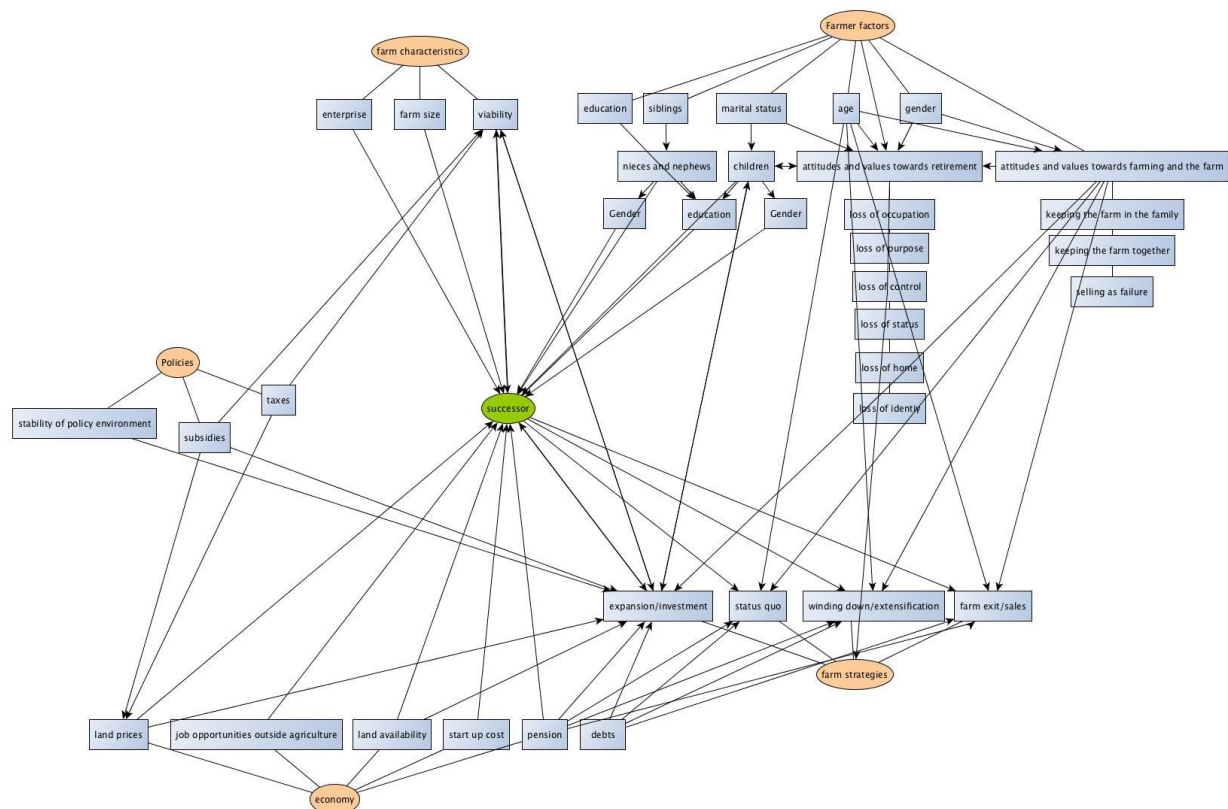 Farmer factors
farm characteristics
enterprise
farm size
viability
education
siblings
marital status
age
gender
nieces and nephews
children
attitudes and values towards retirement
attitudes and values towards farming and the farm
Gender
education
Gender
loss of occupation
keeping the farm in the family
loss of purpose
keeping the farm together
loss of control
selling as failure
loss of status
Policies
loss of home
taxes
successor
loss of identiy
stability of policy environment
subsidies
expansion/investment
status quo
winding down/extensification
farm exit/sales
farm strategies
land prices
job opportunities outside agriculture
land availability
start up cost
pension
debts
economy